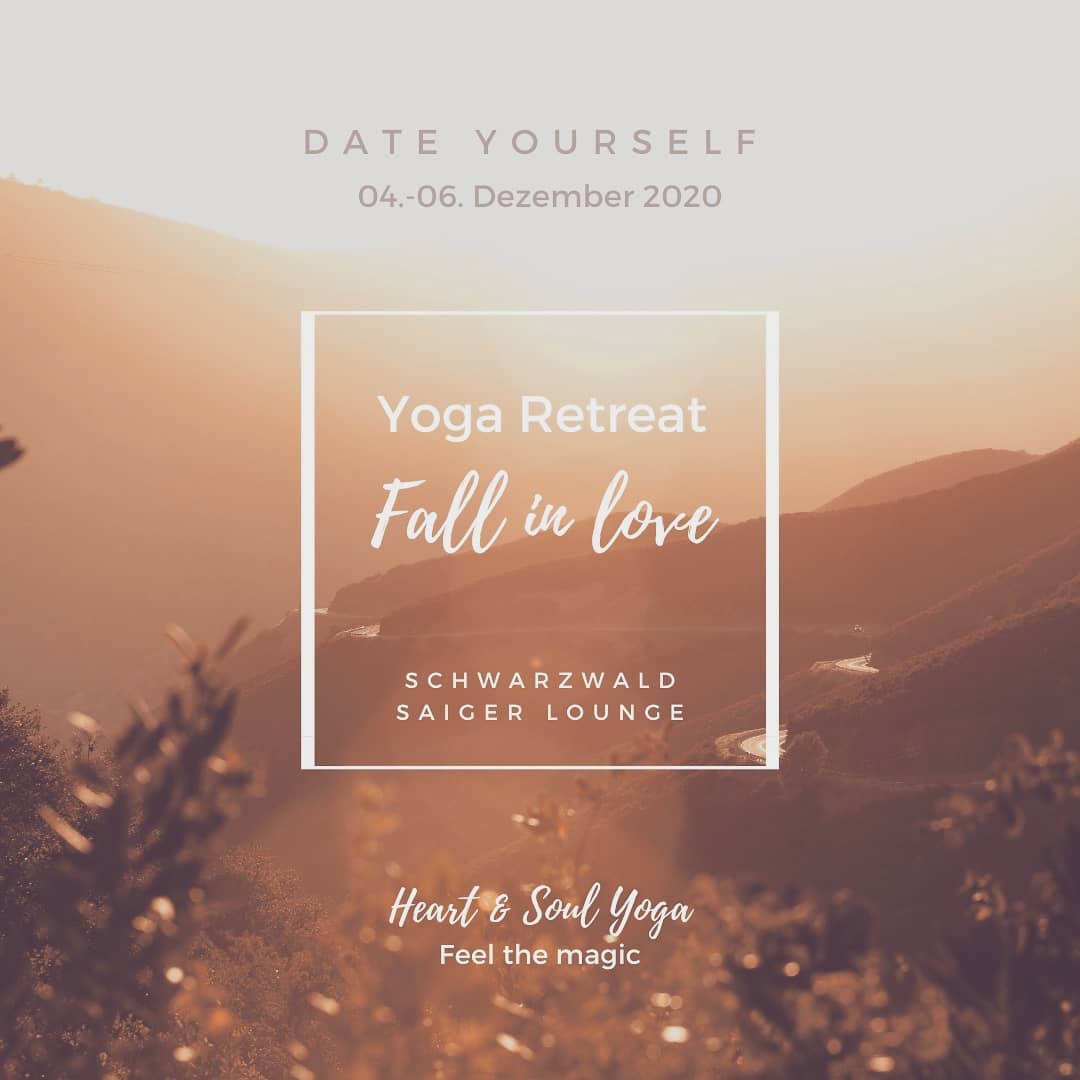 DATE YOURSELF
04.-06. Dezember 2020
Yoga Retreat
Fall in love
SCHWARZWALD
SAIGER LOUNGE
Heart & Soul Yoga
Feel the magic